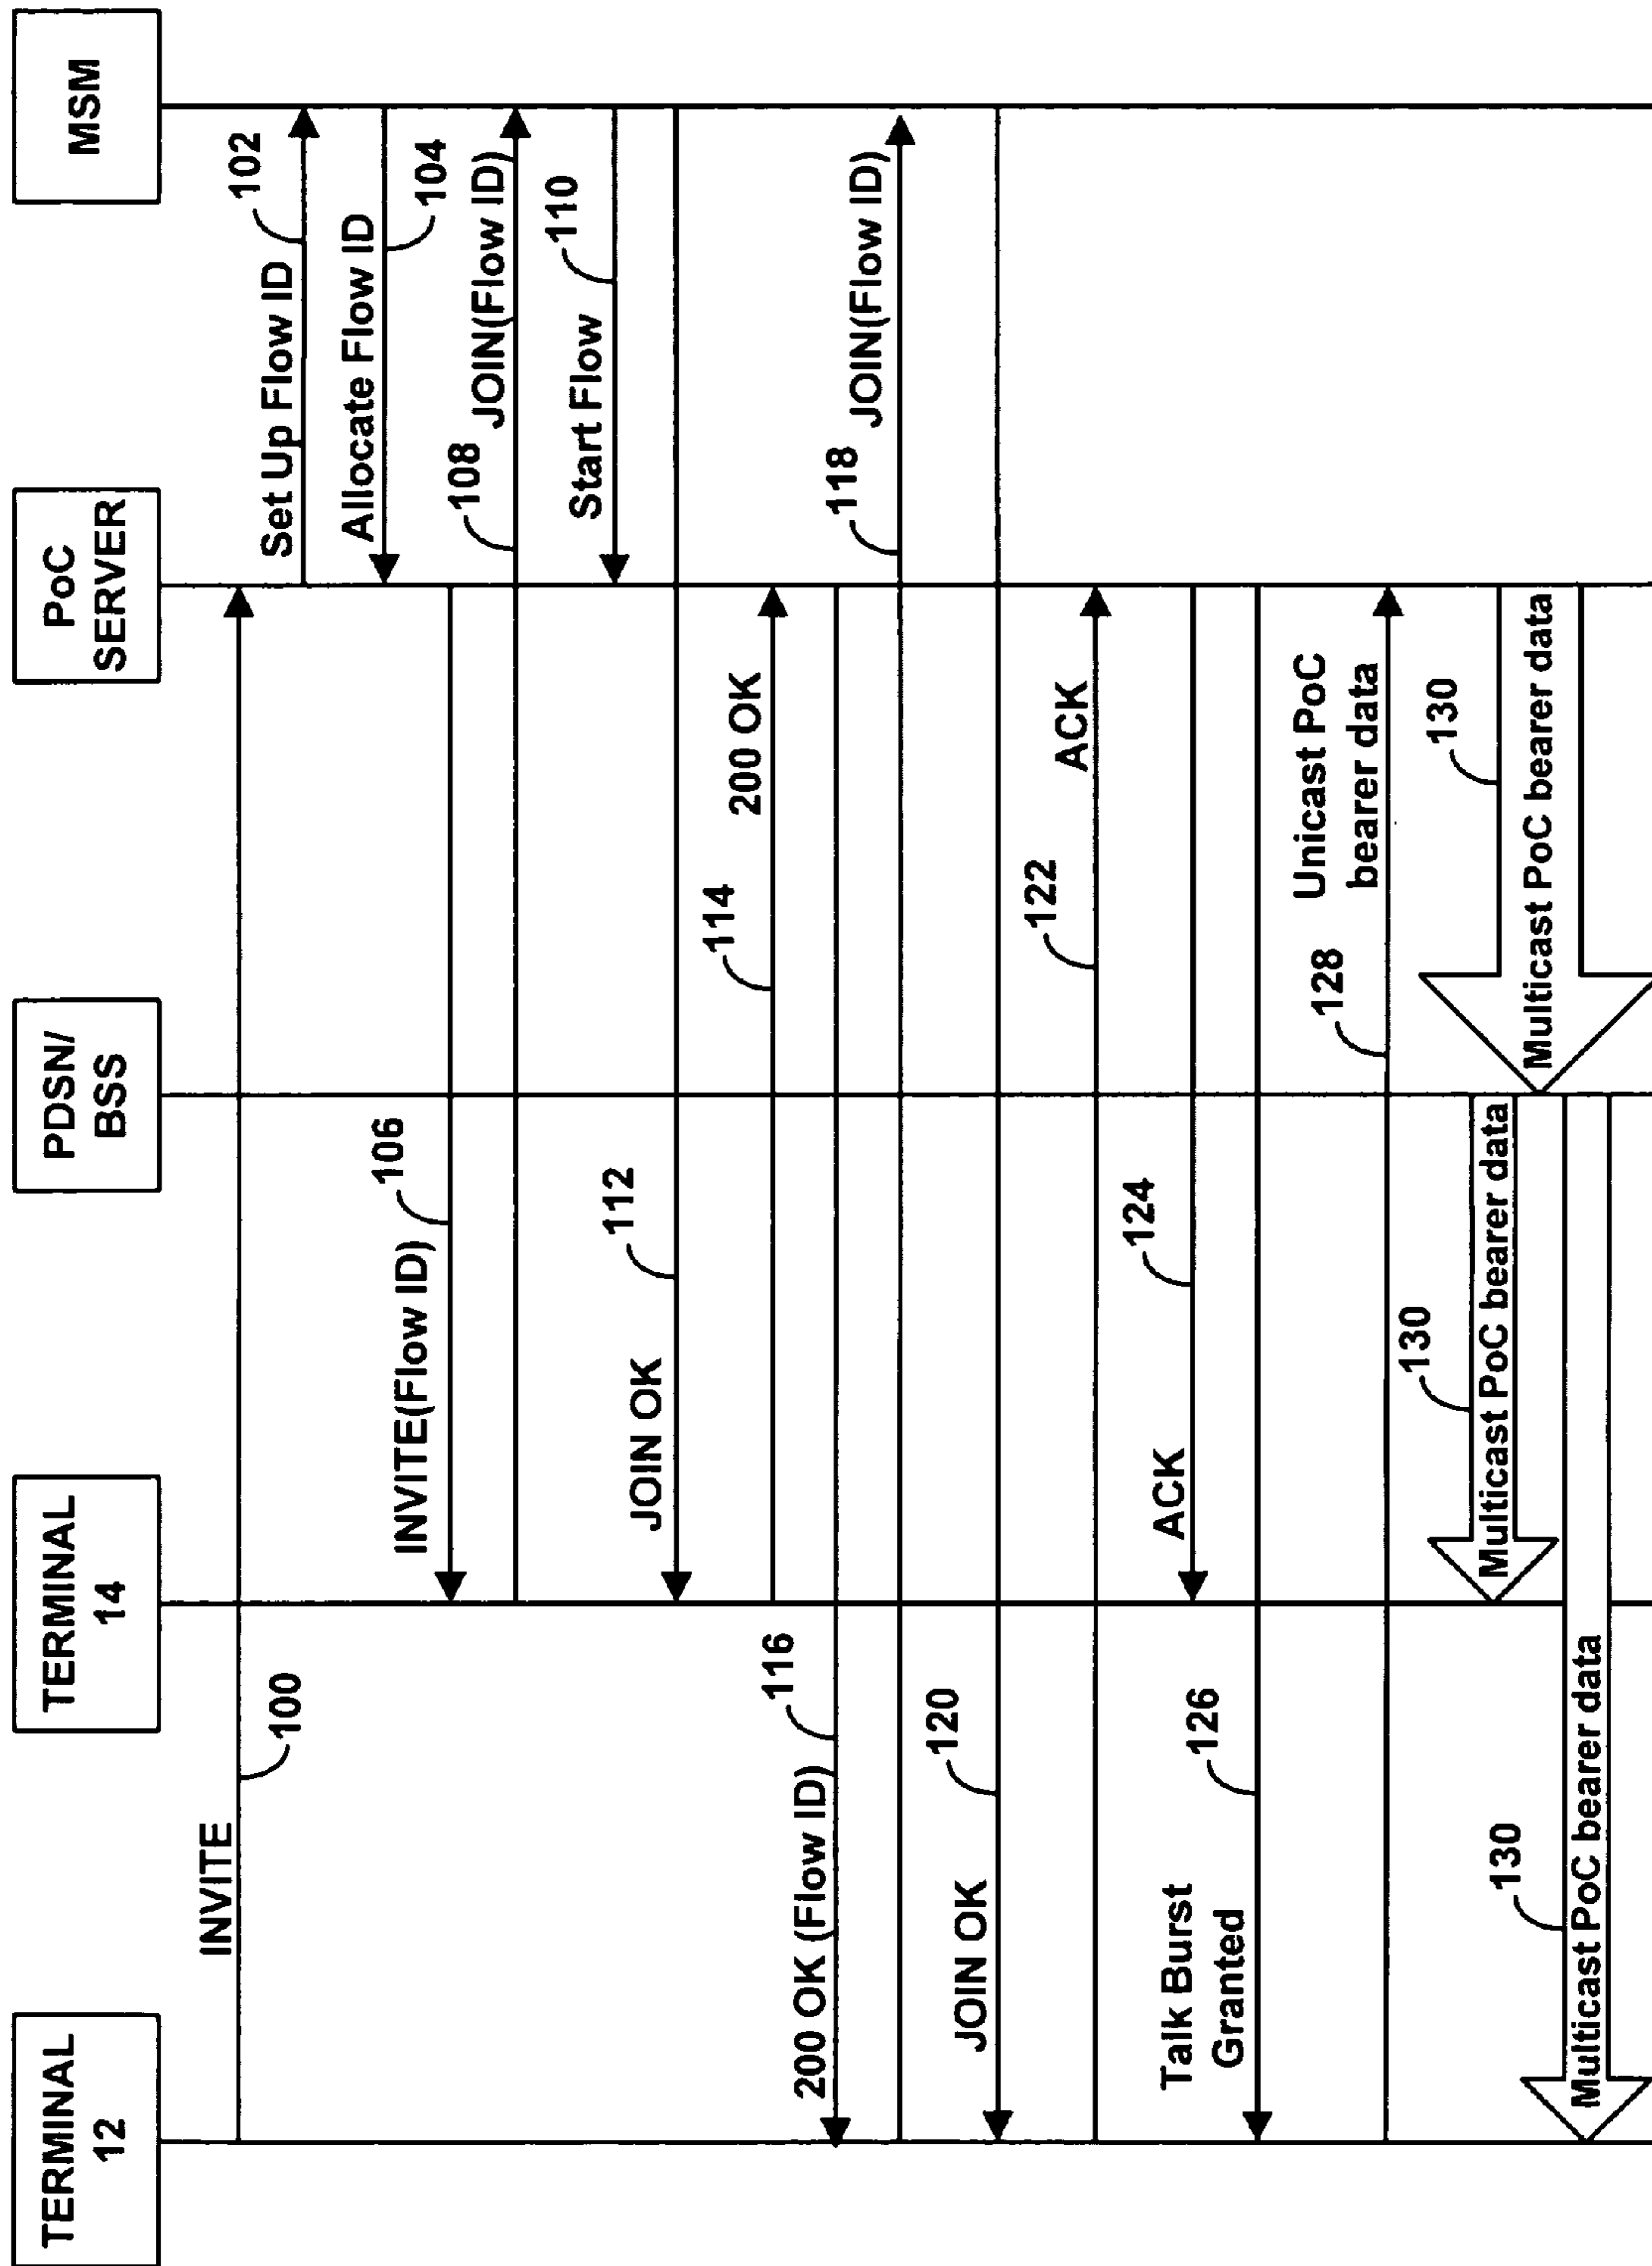 TERMINAL
12
TERMINAL
14
PDSN/
BSS
PoC
SERVER
MSM
INVITE
100
Set Up Flow ID
102
Allocate Flow ID
104
INVITE(Flow ID)
106
108
JOIN(Flow ID)
Start Flow
110
JOIN OK
112
114
200 OK
200 OK (Flow ID)
116
118
JOIN(Flow ID)
JOIN OK
120
122
ACK
ACK
124
Talk Burst
Granted
126
128
Unicast PoC
bearer data
130
Multicast PoC bearer data
130
Multicast PoC bearer data
130
Multicast PoC bearer data